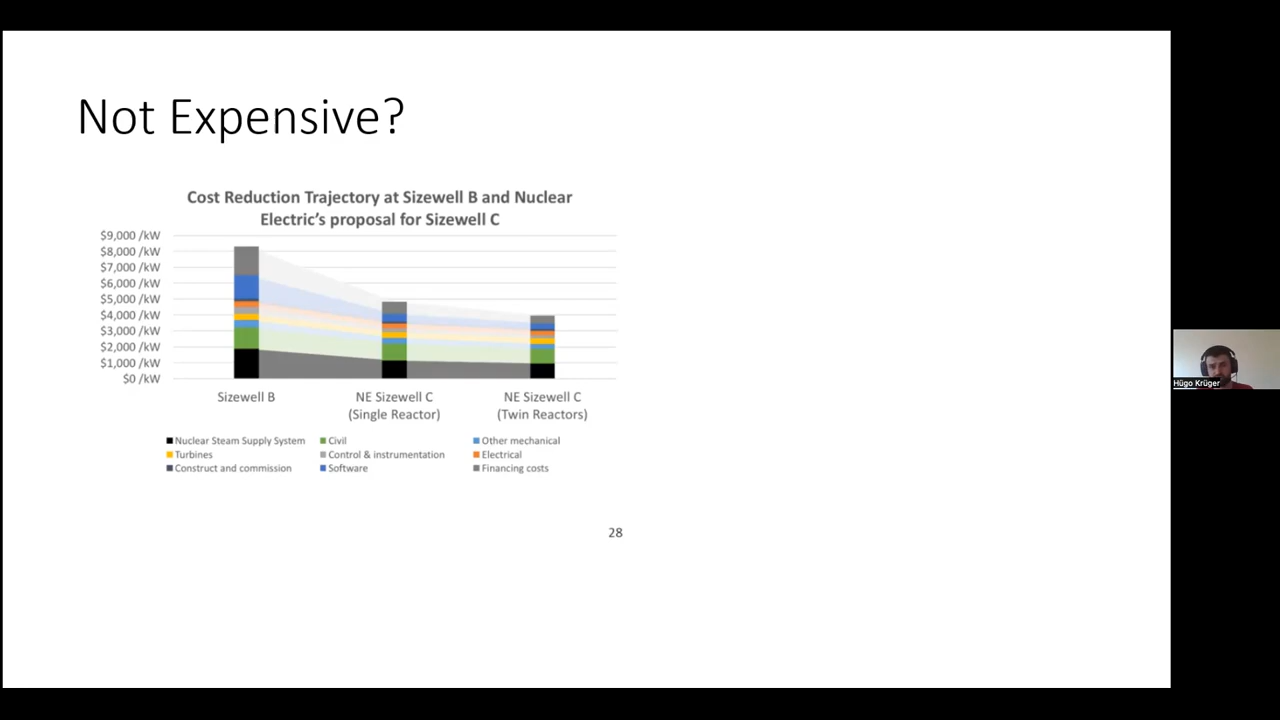 Not Expensive?
Cost Reduction Trajectory at Sizewell B and Nuclear
Electric's proposal for Sizewell C
$9,000 /kW
$8,000 /kW
$7,000 /kW
$6,000 /kW
$5,000 /kW
$4,000 /kW
$3,000 /kW
$2,000 /kW
$1,000 /kW
$0 /kW
Sizewell B
NE Sizewell C
(Single Reactor)
NE Sizewell C
(Twin Reactors)
Nuclear Steam Supply System
Civil
Other mechanical
Turbines
Control & instrumentation
Electrical
Construct and commission
Software
Financing costs
28
Hügo Krüger